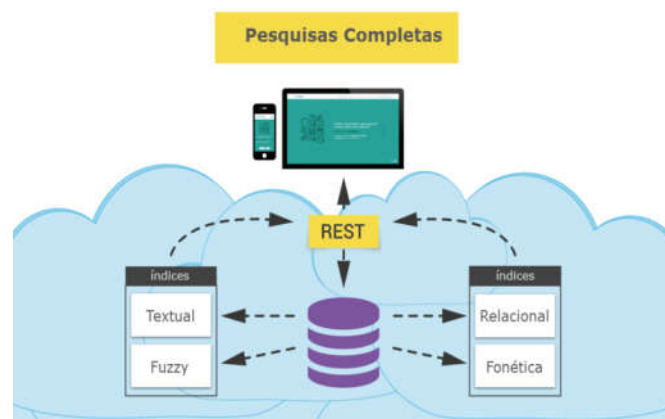 Pesquisas Completas
REST
índices
Textual
Fuzzy
índices
Relacional
Fonética